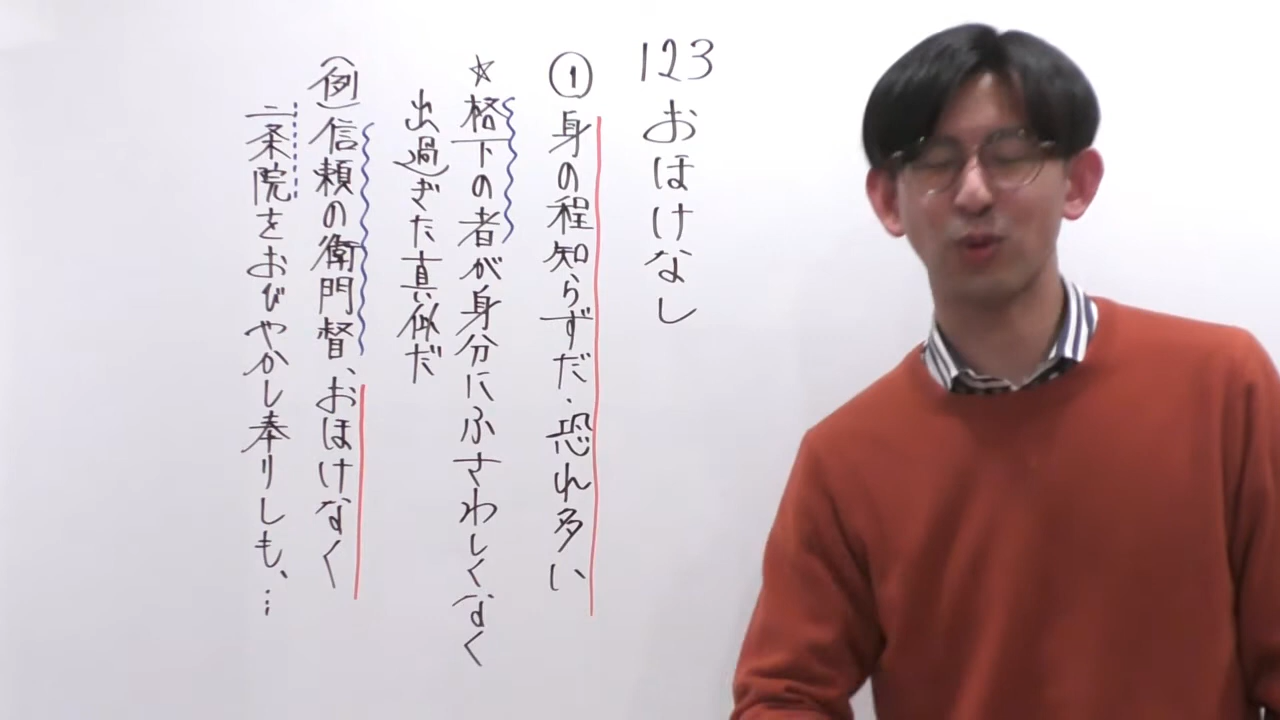 123 おほけなし
① 身の程知らずだ・恐れ多い
☆格下の者が身分にふさわしくなく
出過ぎた真似だ
(例)信頼の衛門督、おほけなく
二条院をおびやかし奉りしも、…